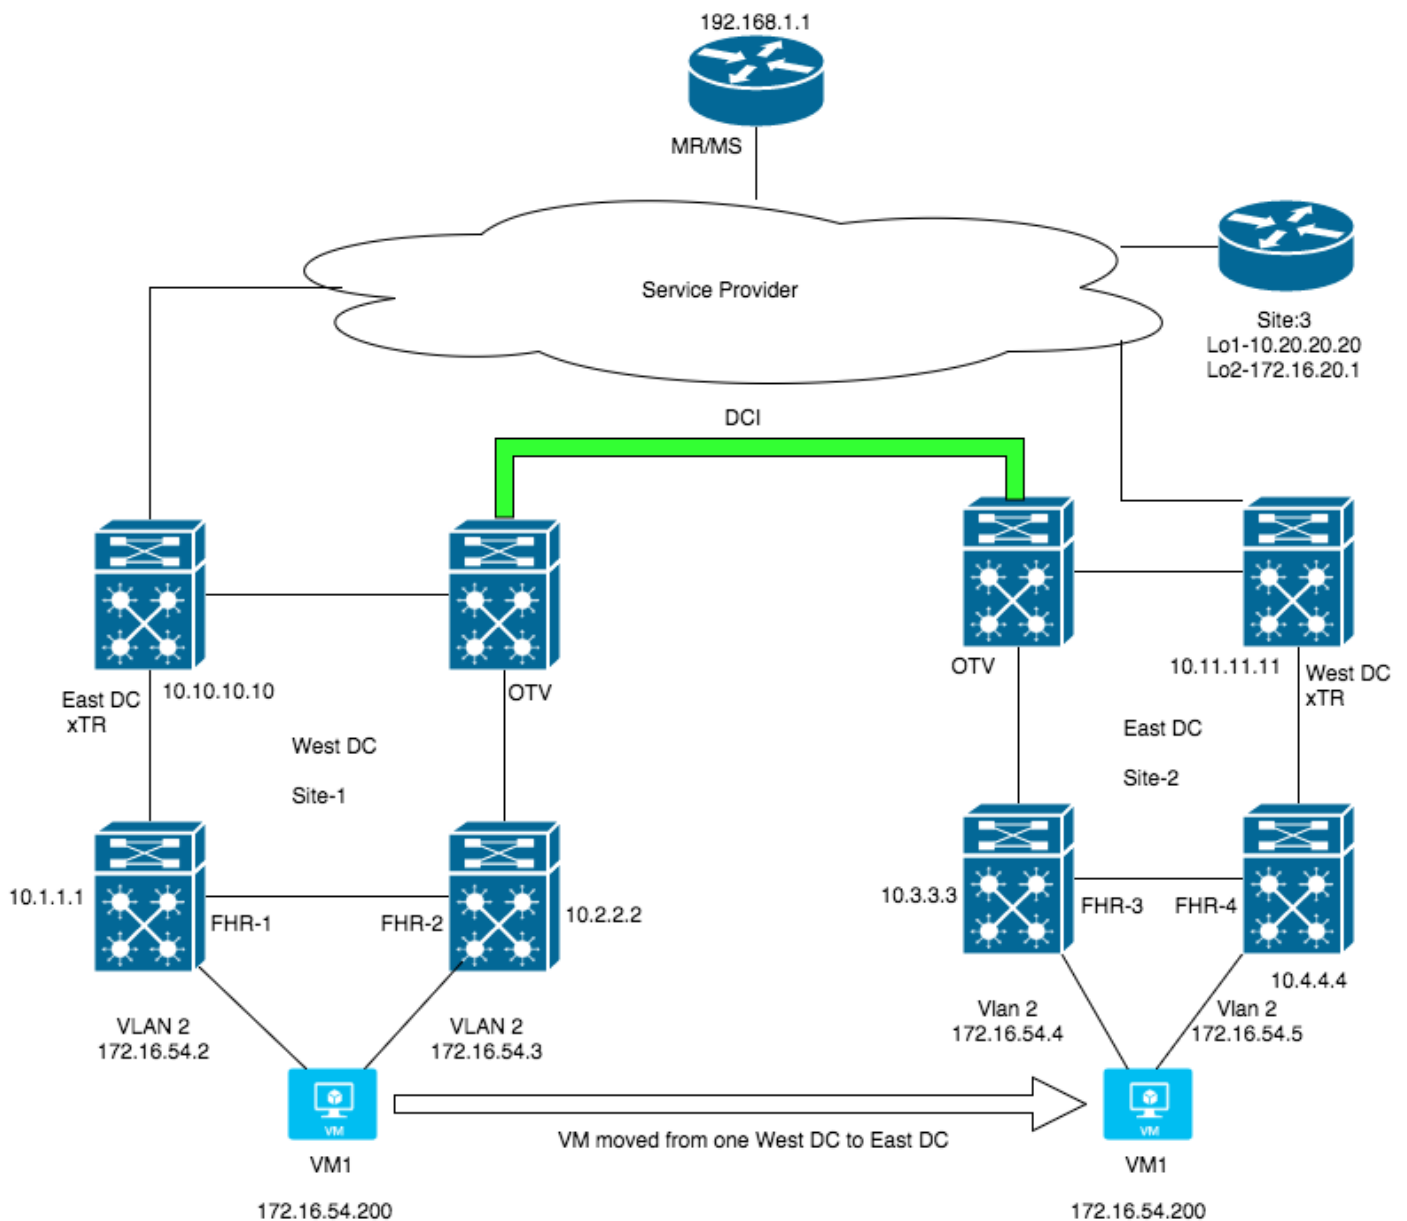 192.168.1.1
MR/MS
Service Provider
Site:3
Lo1-10.20.20.20
Lo2-172.16.20.1
DCI
East DC
xTR
10.10.10.10
OTV
West DC
Site-1
OTV
10.11.11.11
West DC
xTR
East DC
Site-2
10.1.1.1
FHR-1
FHR-2
10.2.2.2
10.3.3.3
FHR-3
FHR-4
10.4.4.4
VLAN 2
172.16.54.2
VLAN 2
172.16.54.3
Vlan 2
172.16.54.4
Vlan 2
172.16.54.5
VM
VM
VM moved from one West DC to East DC
VM1
172.16.54.200
VM1
172.16.54.200